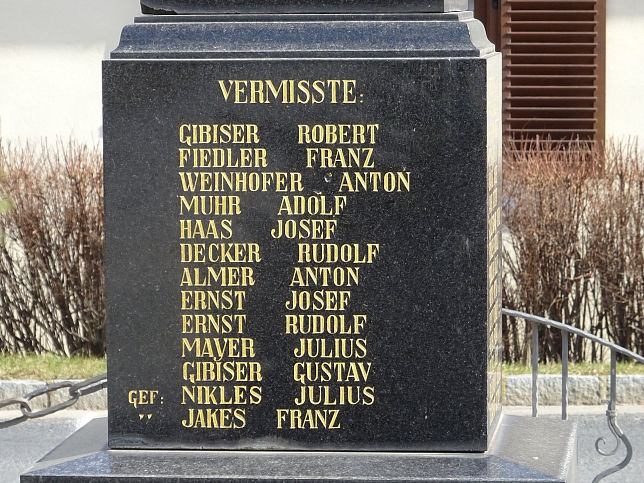 VERMISSTE:
GIBISER ROBERT
FIEDLER FRANZ
WEINHOFER ANTON
MUHR ADOLF
HAAS JOSEF
DECKER RUDOLF
ALMER ANTON
ERNST JOSEF
ERNST RUDOLF
MAYER JULIUS
GIBISER GUSTAV
GEF: NIKLES JULIUS
" JAKES FRANZ